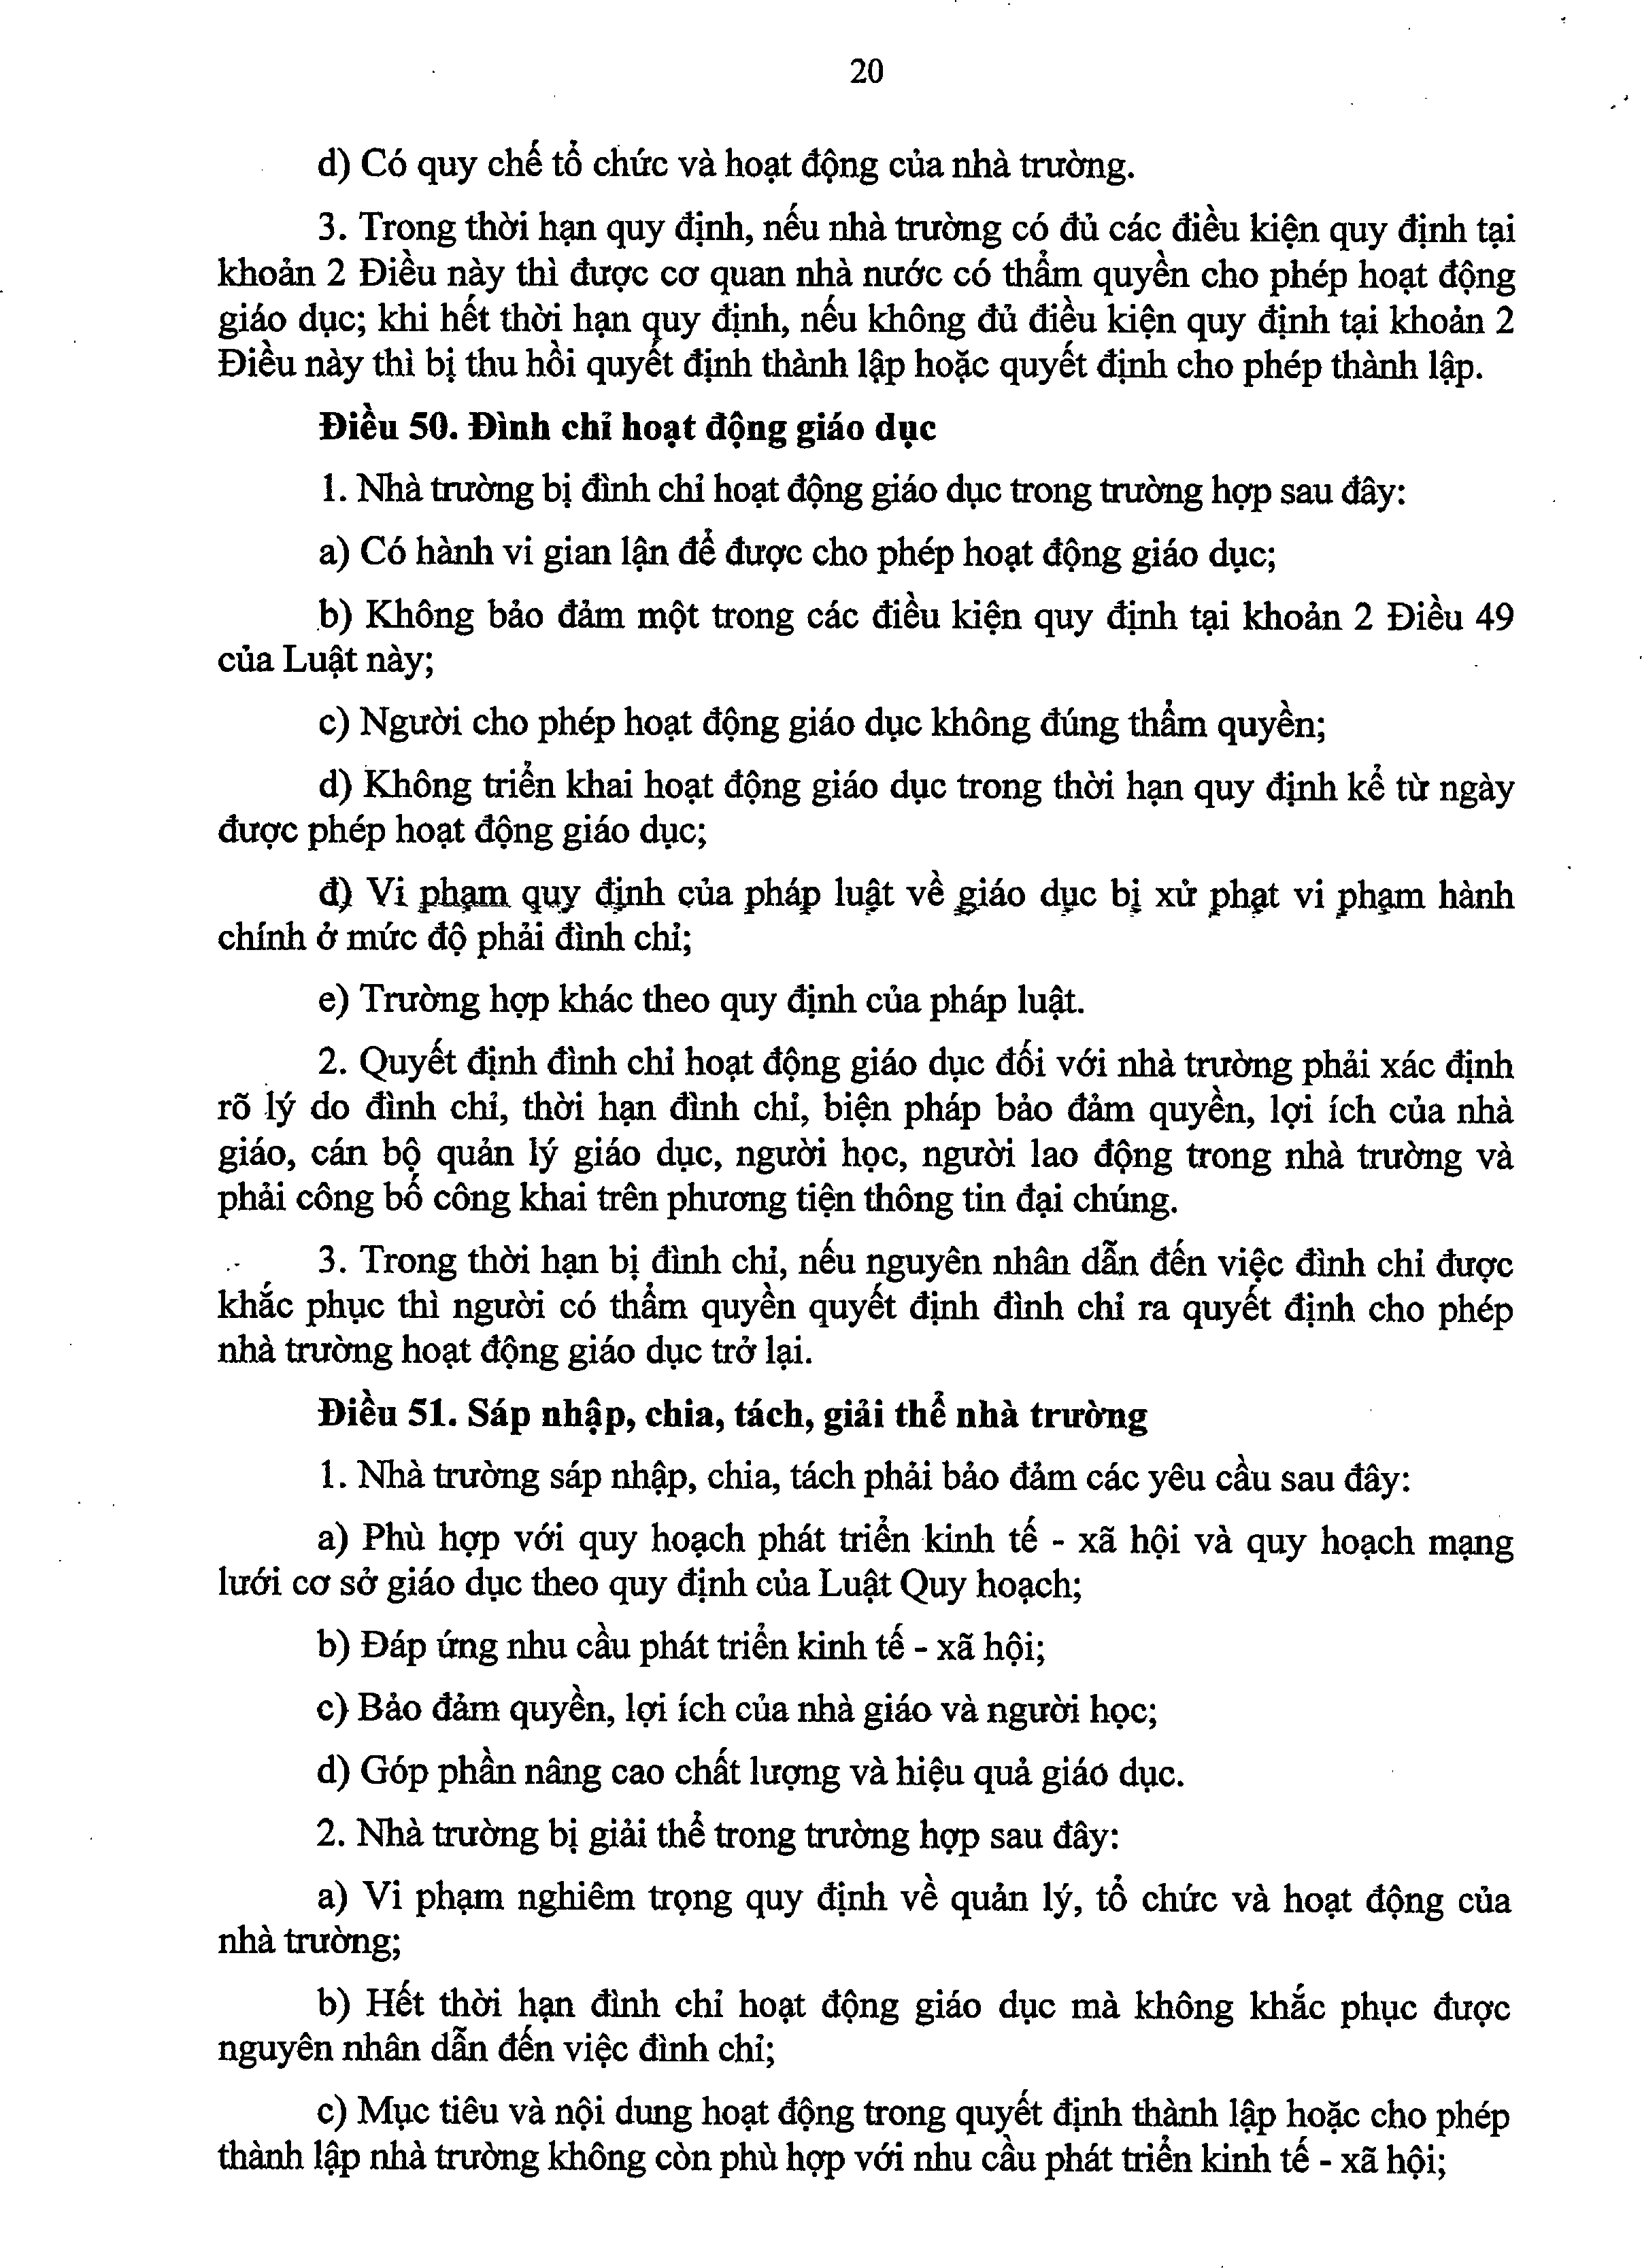 20
d) Có quy chế tổ chức và hoạt động của nhà trường.
3. Trong thời hạn quy định, nếu nhà trường có đủ các điều kiện quy định tại
khoản 2 Điều này thì được cơ quan nhà nước có thẩm quyền cho phép hoạt động
giáo dục; khi hết thời hạn quy định, nếu không đủ điều kiện quy định tại khoản 2
Điều này thì bị thu hồi quyết định thành lập hoặc quyết định cho phép thành lập.
Điều 50. Đình chỉ hoạt động giáo dục
1. Nhà trường bị đình chỉ hoạt động giáo dục trong trường hợp sau đây:
a) Có hành vi gian lận để được cho phép hoạt động giáo dục;
b) Không bảo đảm một trong các điều kiện quy định tại khoản 2 Điều 49
của Luật này;
c) Người cho phép hoạt động giáo dục không đúng thẩm quyền;
d) Không triển khai hoạt động giáo dục trong thời hạn quy định kể từ ngày
được phép hoạt động giáo dục;
đ) Vi phạm quy định của pháp luật về giáo dục bị xử phạt vi phạm hành
chính ở mức độ phải đình chỉ;
e) Trường hợp khác theo quy định của pháp luật.
2. Quyết định đình chỉ hoạt động giáo dục đối với nhà trường phải xác định
rõ lý do đình chỉ, thời hạn đình chỉ, biện pháp bảo đảm quyền, lợi ích của nhà
giáo, cán bộ quản lý giáo dục, người học, người lao động trong nhà trường và
phải công bố công khai trên phương tiện thông tin đại chúng.
3. Trong thời hạn bị đình chỉ, nếu nguyên nhân dẫn đến việc đình chỉ được
khắc phục thì người có thẩm quyền quyết định đình chỉ ra quyết định cho phép
nhà trường hoạt động giáo dục trở lại.
Điều 51. Sáp nhập, chia, tách, giải thể nhà trường
1. Nhà trường sáp nhập, chia, tách phải bảo đảm các yêu cầu sau đây:
a) Phù hợp với quy hoạch phát triển kinh tế - xã hội và quy hoạch mạng
lưới cơ sở giáo dục theo quy định của Luật Quy hoạch;
b) Đáp ứng nhu cầu phát triển kinh tế - xã hội;
c) Bảo đảm quyền, lợi ích của nhà giáo và người học;
d) Góp phần nâng cao chất lượng và hiệu quả giáo dục.
2. Nhà trường bị giải thể trong trường hợp sau đây:
a) Vi phạm nghiêm trọng quy định về quản lý, tổ chức và hoạt động của
nhà trường;
b) Hết thời hạn đình chỉ hoạt động giáo dục mà không khắc phục được
nguyên nhân dẫn đến việc đình chỉ;
c) Mục tiêu và nội dung hoạt động trong quyết định thành lập hoặc cho phép
thành lập nhà trường không còn phù hợp với nhu cầu phát triển kinh tế - xã hội;